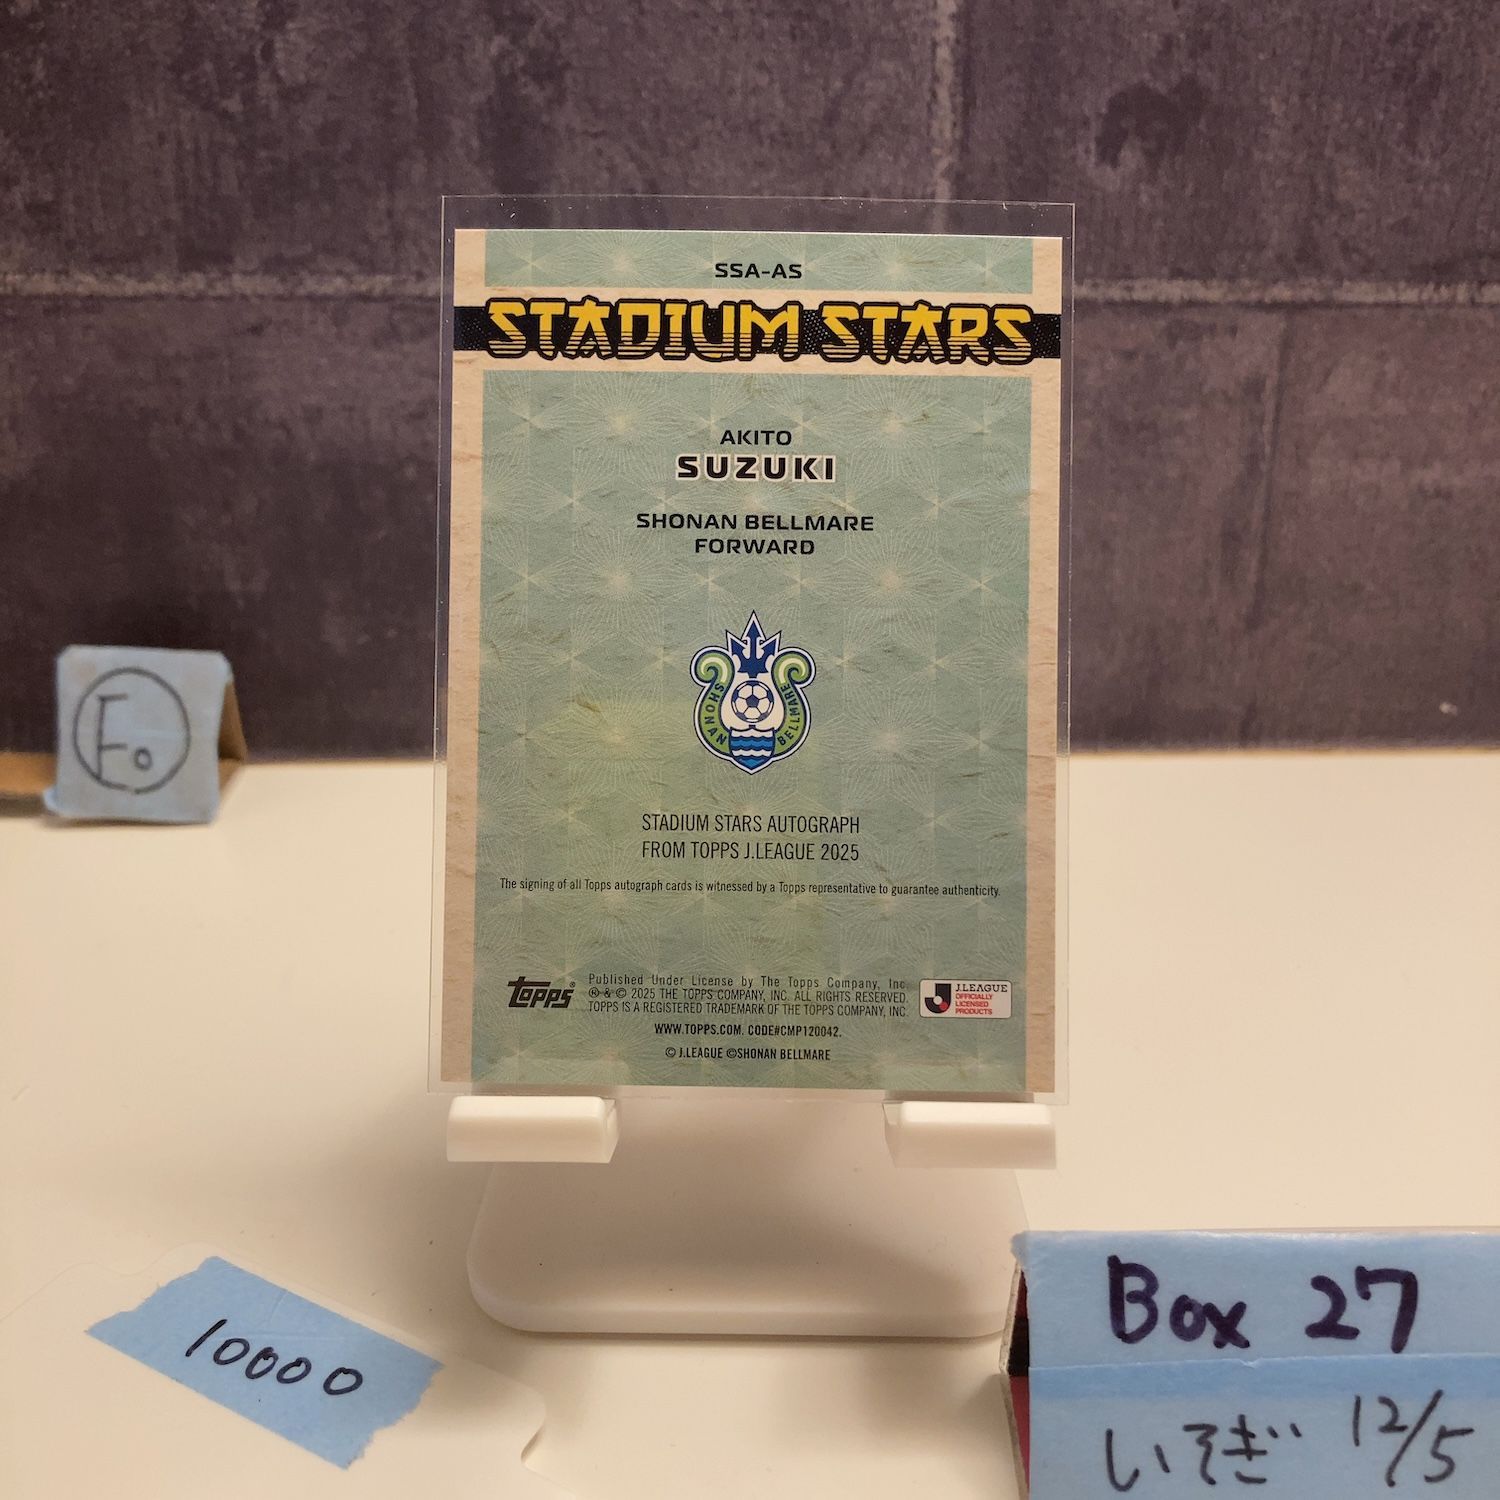 SSA-AS
STADIUM STARS
AKITO
SUZUKI
SHONAN BELLMARE
FORWARD
SHONAN BELLMARE
STADIUM STARS AUTOGRAPH
FROM TOPPS J.LEAGUE 2025
The signing of all Topps autograph cards is witnessed by a Topps representative to guarantee authenticity.
topps®
Published Under License by The Topps Company, Inc.
® & © 2025 THE TOPPS COMPANY, INC. ALL RIGHTS RESERVED.
TOPPS IS A REGISTERED TRADEMARK OF THE TOPPS COMPANY, INC.
WWW.TOPPS.COM. CODE#CMP120042.
© J.LEAGUE ©SHONAN BELLMARE
J.LEAGUE
OFFICIALLY
LICENSED
PRODUCTS
Eo
10000
Box 27
いそぎ 12/5